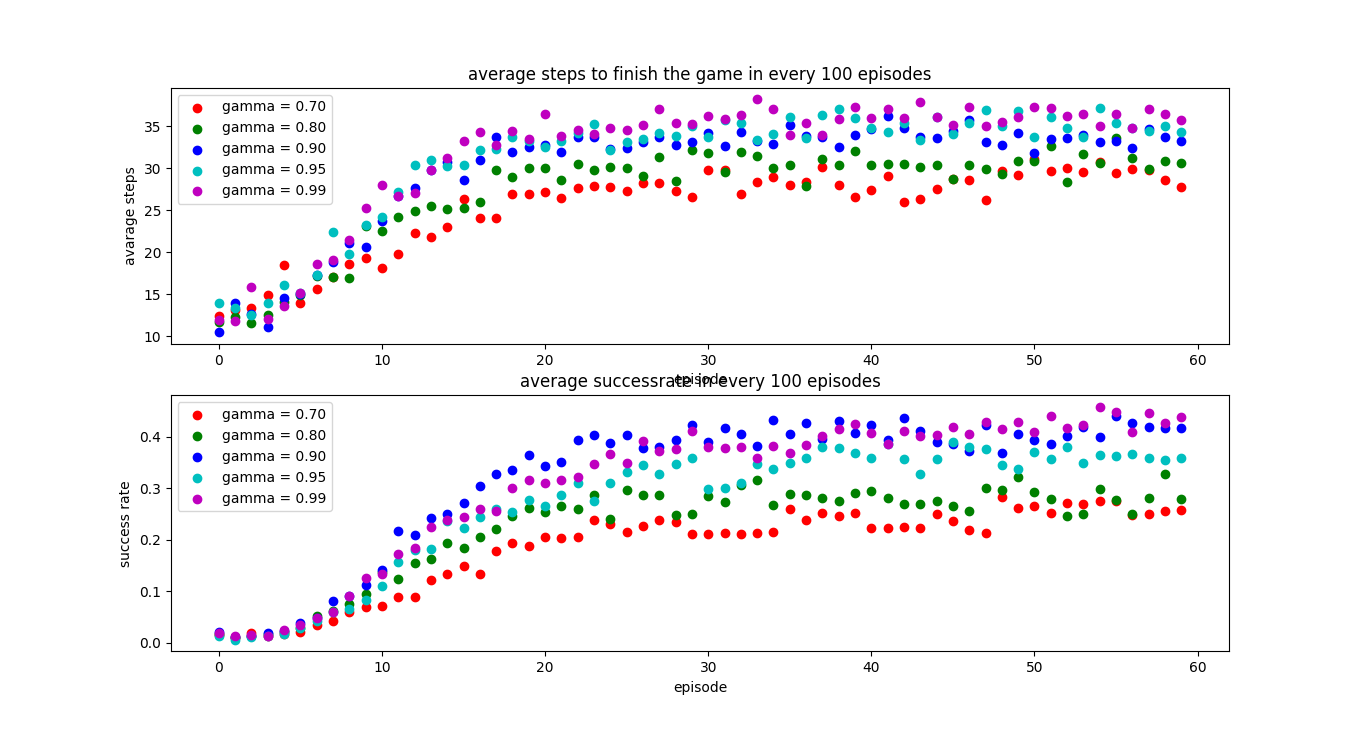 average steps to finish the game in every 100 episodes
gamma = 0.70
gamma = 0.80
gamma = 0.90
gamma = 0.95
gamma = 0.99
avarage steps
35
30
25
20
15
10
0 10 20 30 40 50 60
episode
average successrate in every 100 episodes
gamma = 0.70
gamma = 0.80
gamma = 0.90
gamma = 0.95
gamma = 0.99
success rate
0.4
0.3
0.2
0.1
0.0
0 10 20 30 40 50 60
episode